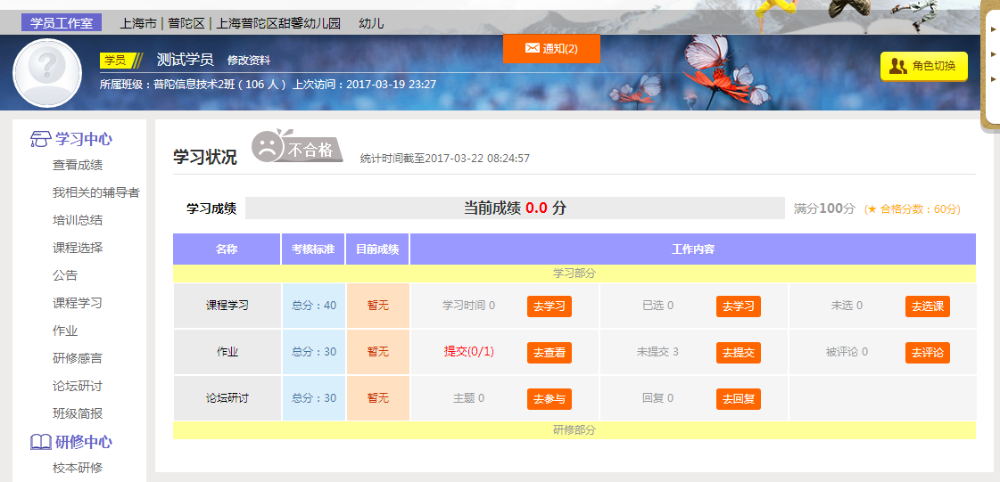 学员工作室 上海市 | 普陀区 | 上海普陀区甜馨幼儿园 幼儿
通知(2)
学员 测试学员 修改资料
角色切换
所属班级：普陀信息技术2班（106 人） 上次访问：2017-03-19 23:27
学习中心
查看成绩
我相关的辅导者
培训总结
课程选择
公告
课程学习
作业
研修感言
论坛研讨
班级简报
研修中心
校本研修
学习状况 不合格 统计时间截至2017-03-22 08:24:57
学习成绩 当前成绩 0.0 分 满分100分 (★ 合格分数：60分)
名称 考核标准 目前成绩 工作内容
学习部分
课程学习 总分：40 暂无 学习时间 0 去学习 已选 0 去学习 未选 0 去选课
作业 总分：30 暂无 提交(0/1) 去查看 未提交 3 去提交 被评论 0 去评论
论坛研讨 总分：30 暂无 主题 0 去参与 回复 0 去回复
研修部分